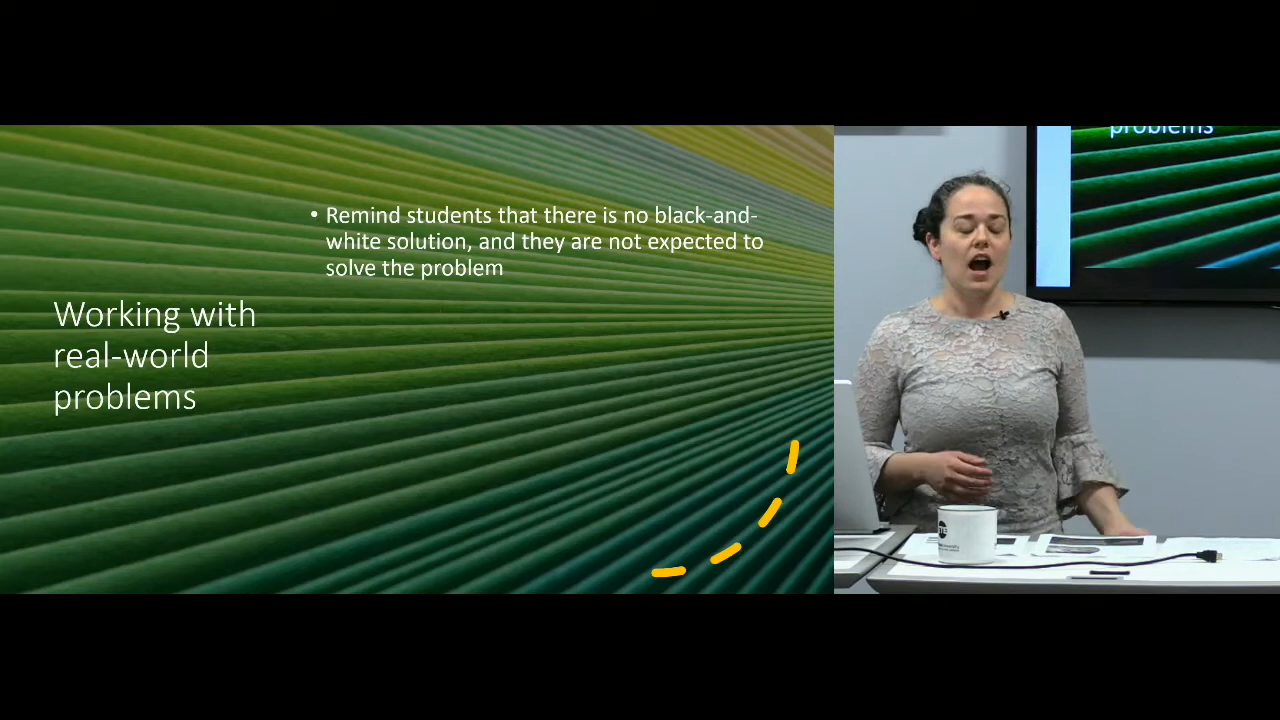 Working with
real-world
problems
• Remind students that there is no black-and-
white solution, and they are not expected to
solve the problem
problems